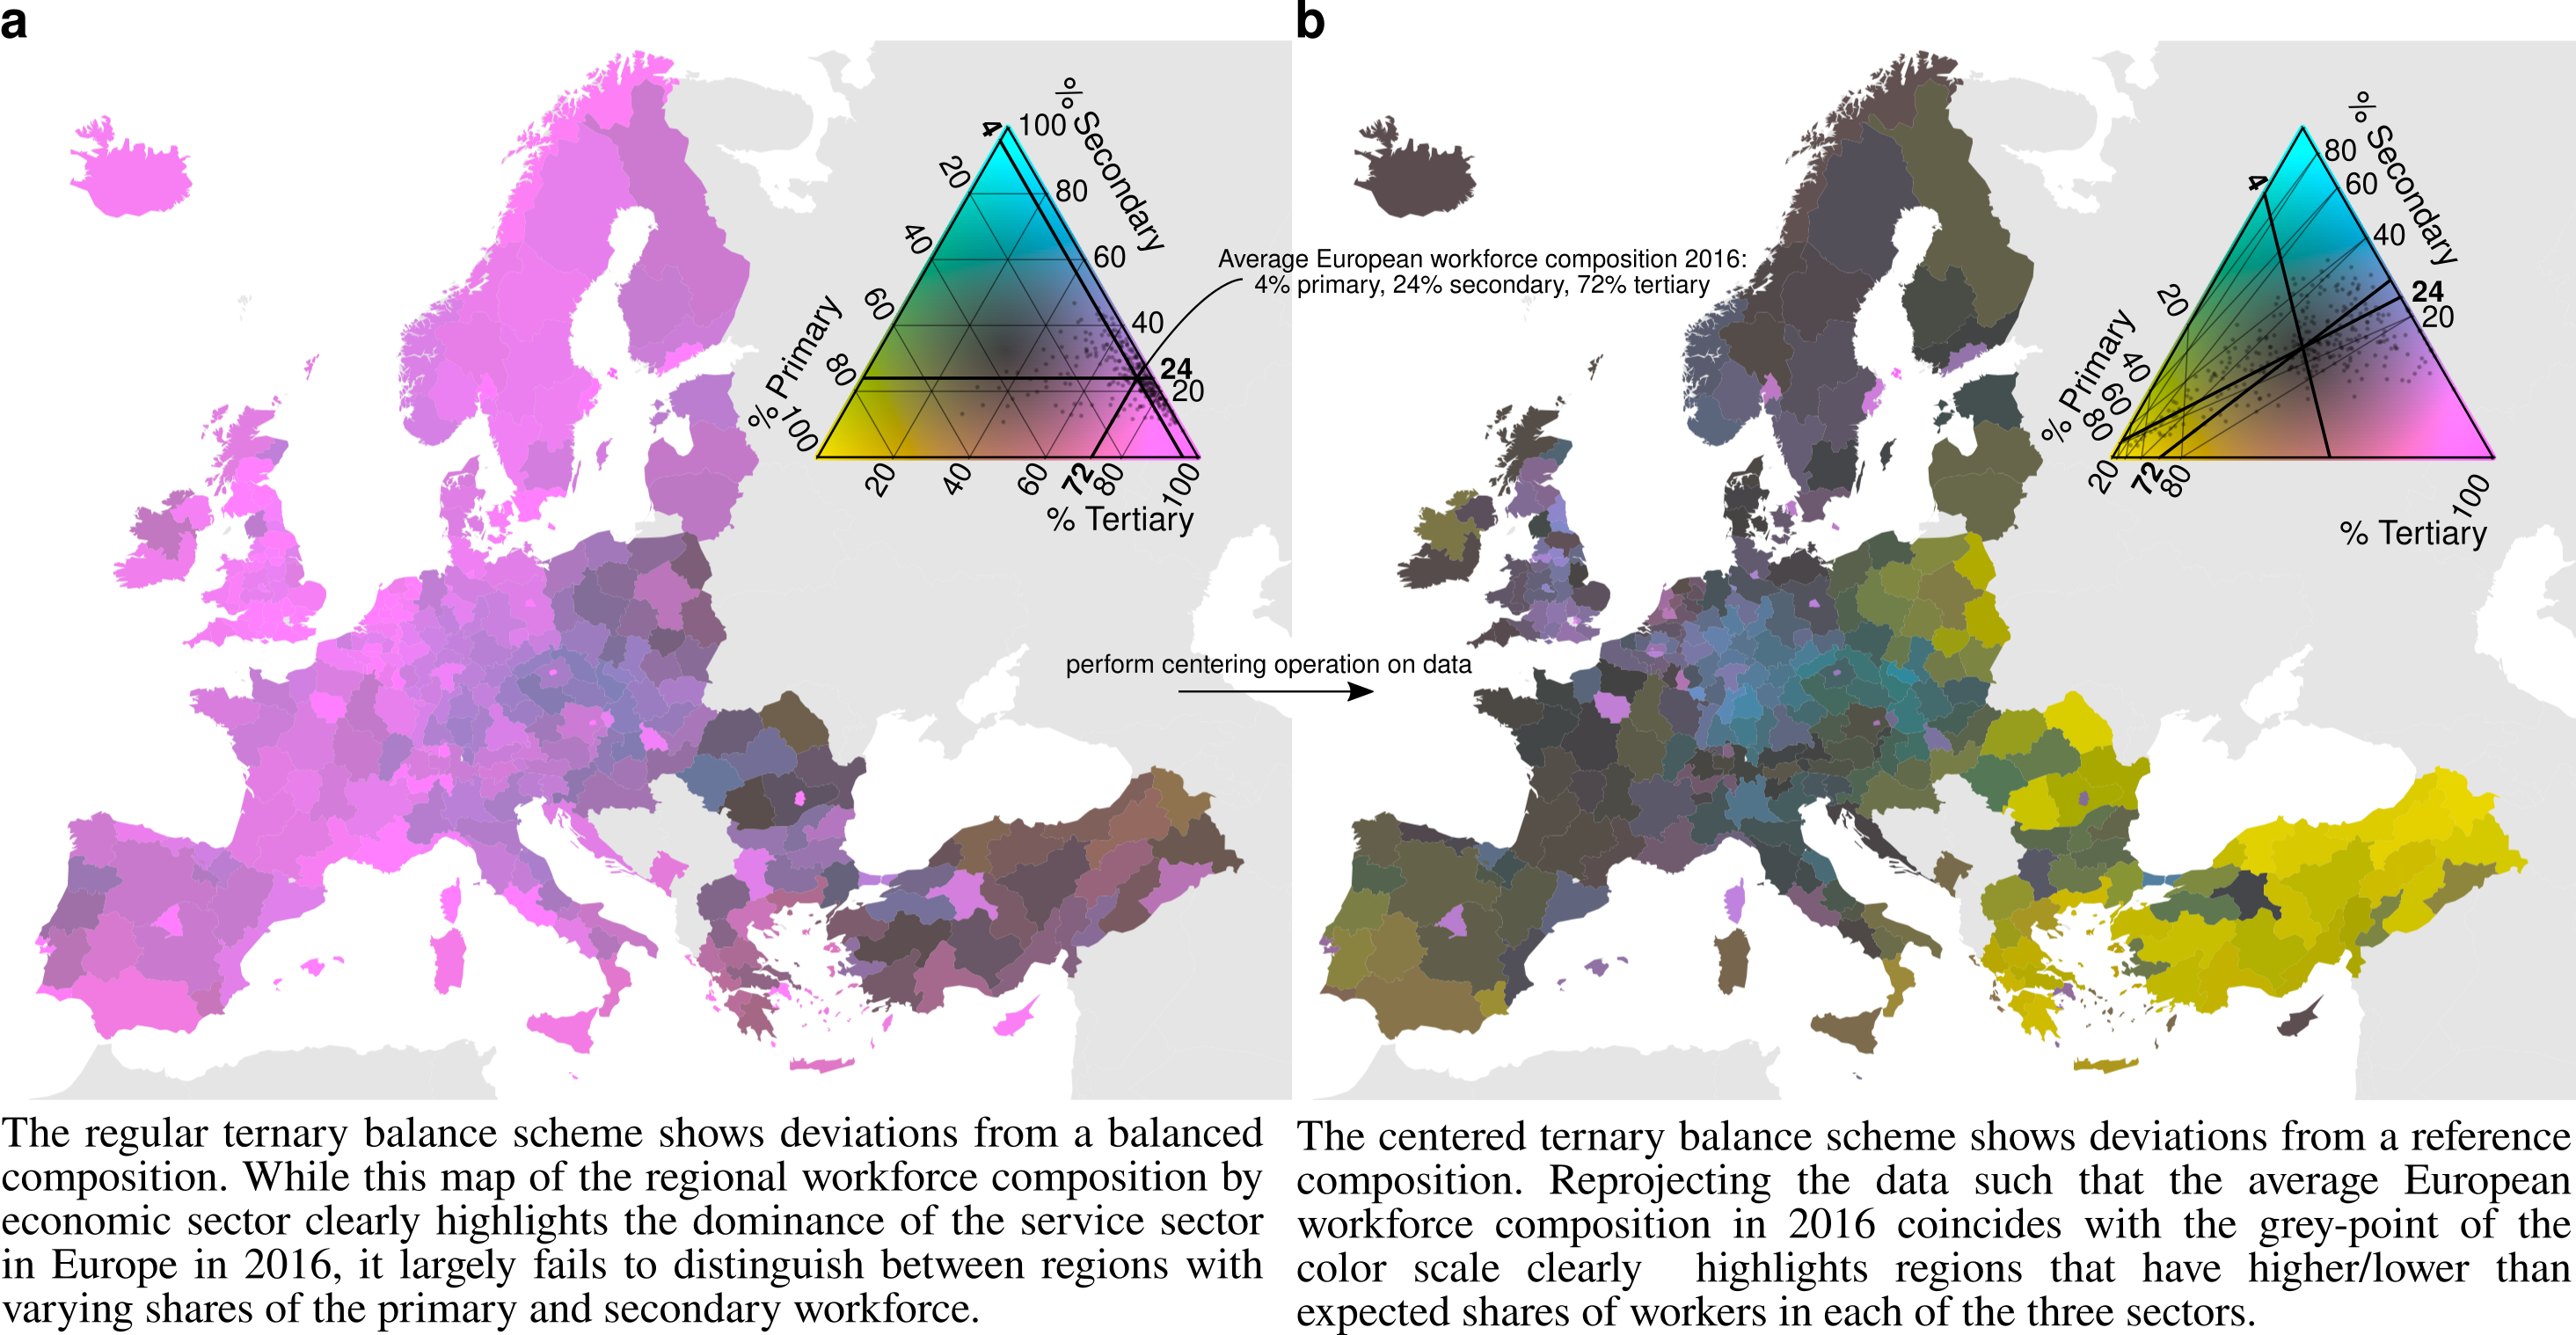 a
% Secondary
4
100
20
80
40
60
60
40
80
24
20
100
% Primary
20
40
60
72
80
100
% Tertiary
Average European workforce composition 2016:
4% primary, 24% secondary, 72% tertiary
perform centering operation on data
b
% Secondary
80
4
60
40
24
20
20
40
60
80
% Primary
20
72
80
100
% Tertiary
The regular ternary balance scheme shows deviations from a balanced
composition. While this map of the regional workforce composition by
economic sector clearly highlights the dominance of the service sector
in Europe in 2016, it largely fails to distinguish between regions with
varying shares of the primary and secondary workforce.
The centered ternary balance scheme shows deviations from a reference
composition. Reprojecting the data such that the average European
workforce composition in 2016 coincides with the grey-point of the
color scale clearly highlights regions that have higher/lower than
expected shares of workers in each of the three sectors.